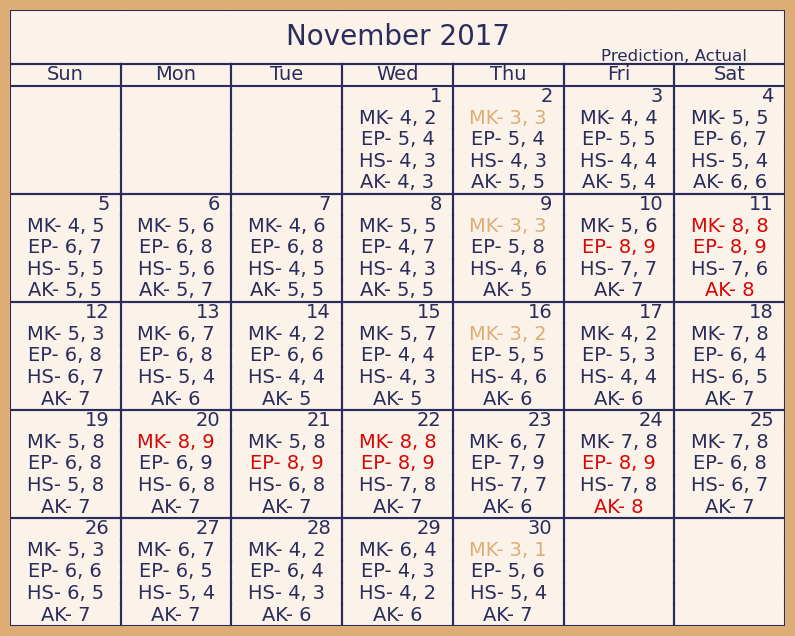 November 2017
Prediction, Actual
Sun Mon Tue Wed Thu Fri Sat
1 2 3 4
MK- 4, 2 MK- 3, 3 MK- 4, 4 MK- 5, 5
EP- 5, 4 EP- 5, 4 EP- 5, 5 EP- 6, 7
HS- 4, 3 HS- 4, 3 HS- 4, 4 HS- 5, 4
AK- 4, 3 AK- 5, 5 AK- 5, 4 AK- 6, 6
5 6 7 8 9 10 11
MK- 4, 5 MK- 5, 6 MK- 4, 6 MK- 5, 5 MK- 3, 3 MK- 5, 6 MK- 8, 8
EP- 6, 7 EP- 6, 8 EP- 6, 8 EP- 4, 7 EP- 5, 8 EP- 8, 9 EP- 8, 9
HS- 5, 5 HS- 5, 6 HS- 4, 5 HS- 4, 3 HS- 4, 6 HS- 7, 7 HS- 7, 6
AK- 5, 5 AK- 5, 7 AK- 5, 5 AK- 5, 5 AK- 5 AK- 7 AK- 8
12 13 14 15 16 17 18
MK- 5, 3 MK- 6, 7 MK- 4, 2 MK- 5, 7 MK- 3, 2 MK- 4, 2 MK- 7, 8
EP- 6, 8 EP- 6, 8 EP- 6, 6 EP- 4, 4 EP- 5, 5 EP- 5, 3 EP- 6, 4
HS- 6, 7 HS- 5, 4 HS- 4, 4 HS- 4, 3 HS- 4, 6 HS- 4, 4 HS- 6, 5
AK- 7 AK- 6 AK- 5 AK- 5 AK- 6 AK- 6 AK- 7
19 20 21 22 23 24 25
MK- 5, 8 MK- 8, 9 MK- 5, 8 MK- 8, 8 MK- 6, 7 MK- 7, 8 MK- 7, 8
EP- 6, 8 EP- 6, 9 EP- 8, 9 EP- 8, 9 EP- 7, 9 EP- 8, 9 EP- 6, 8
HS- 5, 8 HS- 6, 8 HS- 6, 8 HS- 7, 8 HS- 7, 7 HS- 7, 8 HS- 6, 7
AK- 7 AK- 7 AK- 7 AK- 7 AK- 6 AK- 8 AK- 7
26 27 28 29 30
MK- 5, 3 MK- 6, 7 MK- 4, 2 MK- 6, 4 MK- 3, 1
EP- 6, 6 EP- 6, 5 EP- 6, 4 EP- 4, 3 EP- 5, 6
HS- 6, 5 HS- 5, 4 HS- 4, 3 HS- 4, 2 HS- 5, 4
AK- 7 AK- 7 AK- 6 AK- 6 AK- 7